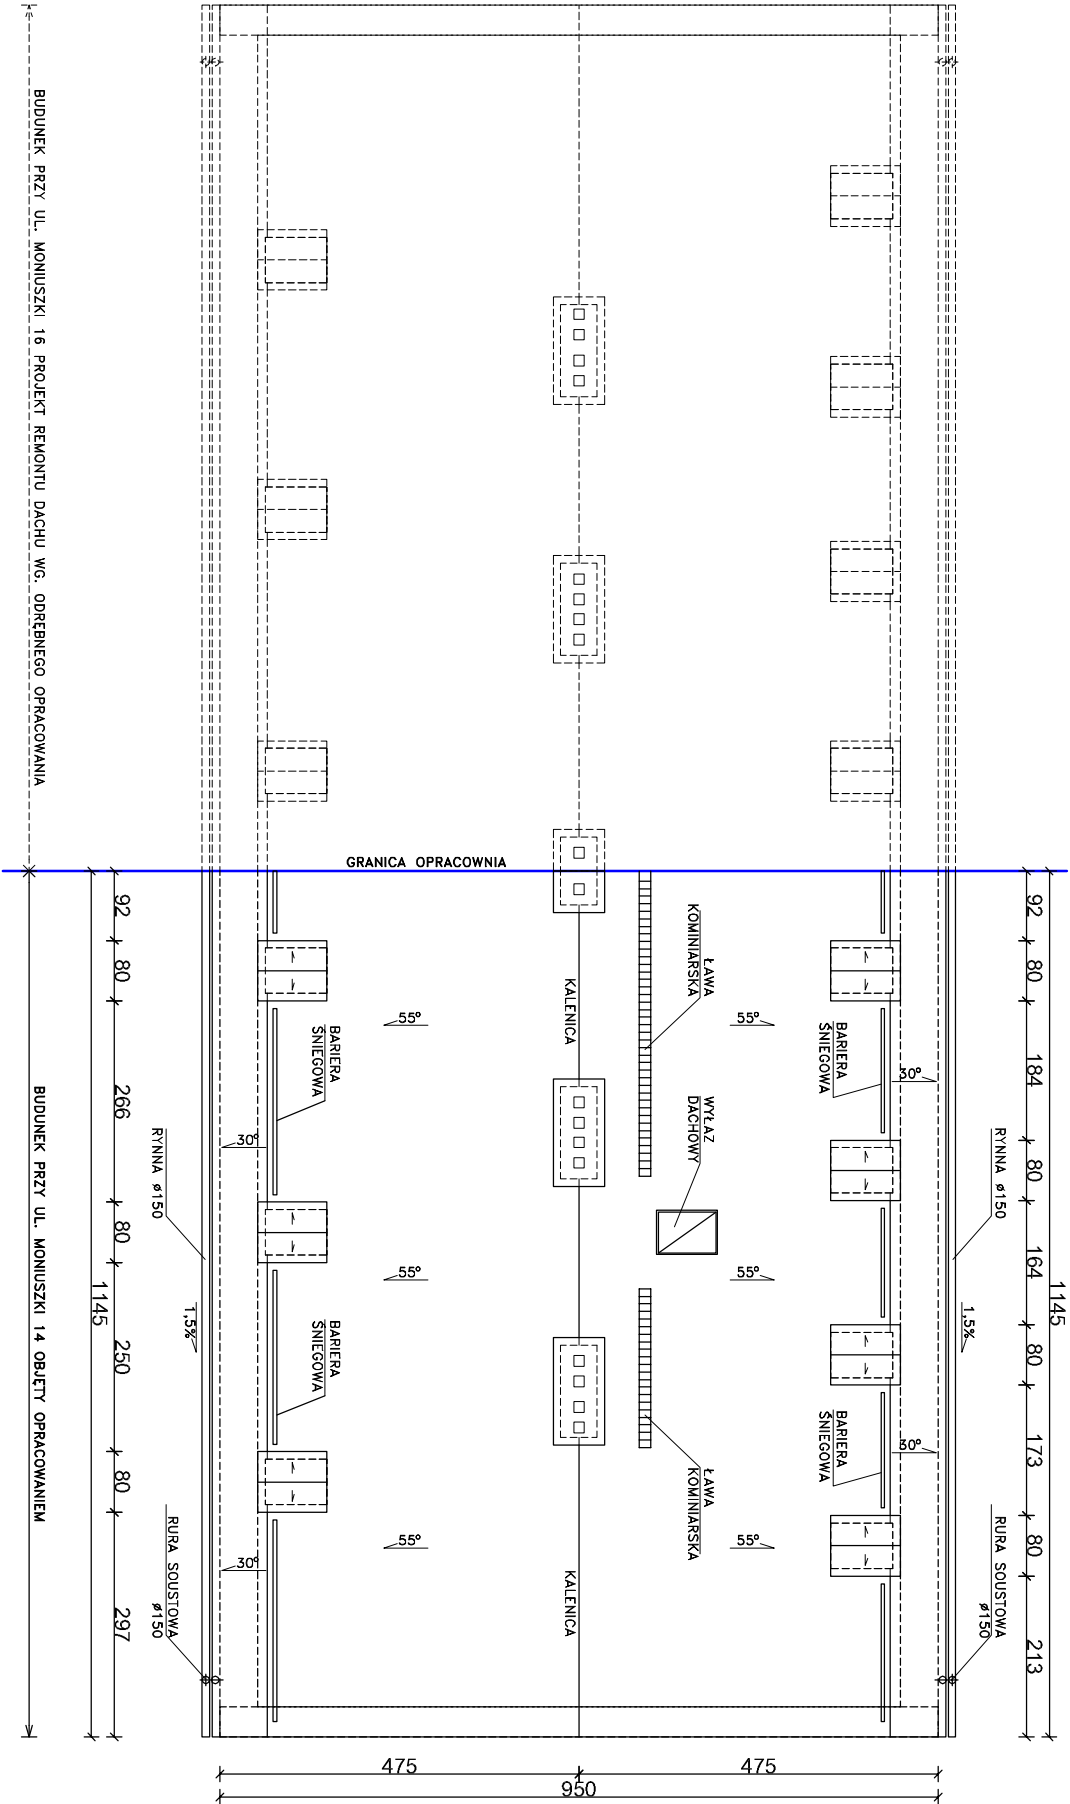 BUDUNEK PRZY UL. MONIUSZKI 16 PROJEKT REMONTU DACHU WG. ODRĘBNEGO OPRACOWANIA
BUDUNEK PRZY UL. MONIUSZKI 14 OBJĘTY OPRACOWANIEM
GRANICA OPRACOWNIA
1145
92
80
184
80
164
80
173
80
213
RYNNA ø150
1,5%
RURA SOUSTOWA
ø150
BARIERA
ŚNIEGOWA
30°
BARIERA
ŚNIEGOWA
30°
55°
55°
55°
ŁAWA
KOMINIARSKA
WYŁAZ
DACHOWY
ŁAWA
KOMINIARSKA
KALENICA
KALENICA
55°
55°
55°
BARIERA
ŚNIEGOWA
30°
BARIERA
ŚNIEGOWA
30°
RYNNA ø150
1,5%
RURA SOUSTOWA
ø150
92
80
266
80
250
80
297
1145
475
475
950